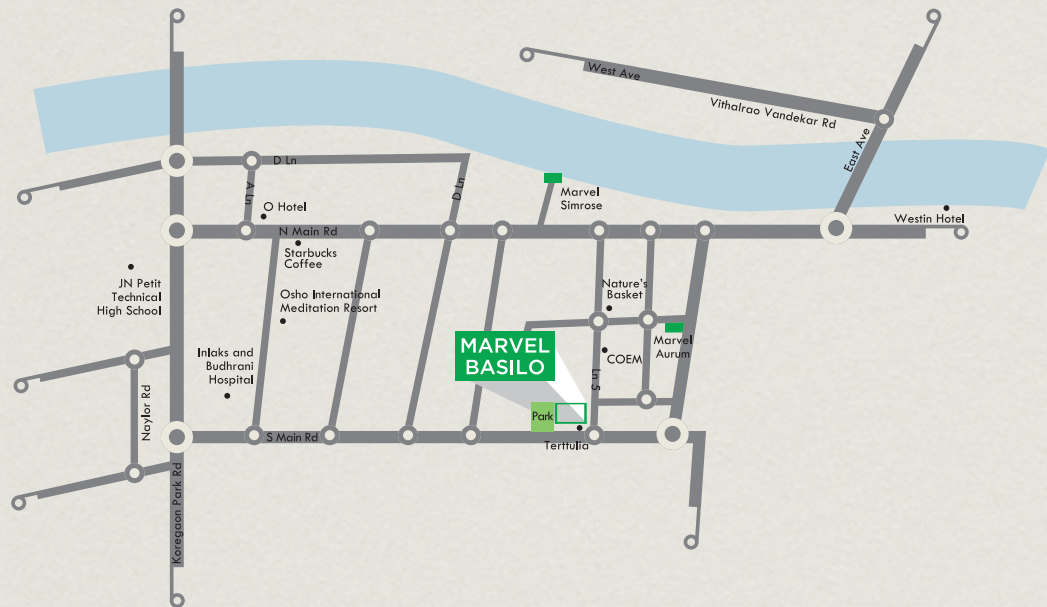 West Ave
Vithalrao Vandekar Rd
East Ave
D Ln
A Ln
D Ln
Marvel
Simrose
O Hotel
Westin Hotel
N Main Rd
Starbucks
Coffee
JN Petit
Technical
High School
Osho International
Meditation Resort
Nature's
Basket
MARVEL
BASILO
Marvel
Aurum
COEM
Inlaks and
Budhrani
Hospital
Ln 5
Naylor Rd
Park
S Main Rd
Terttulia
Koregaon Park Rd